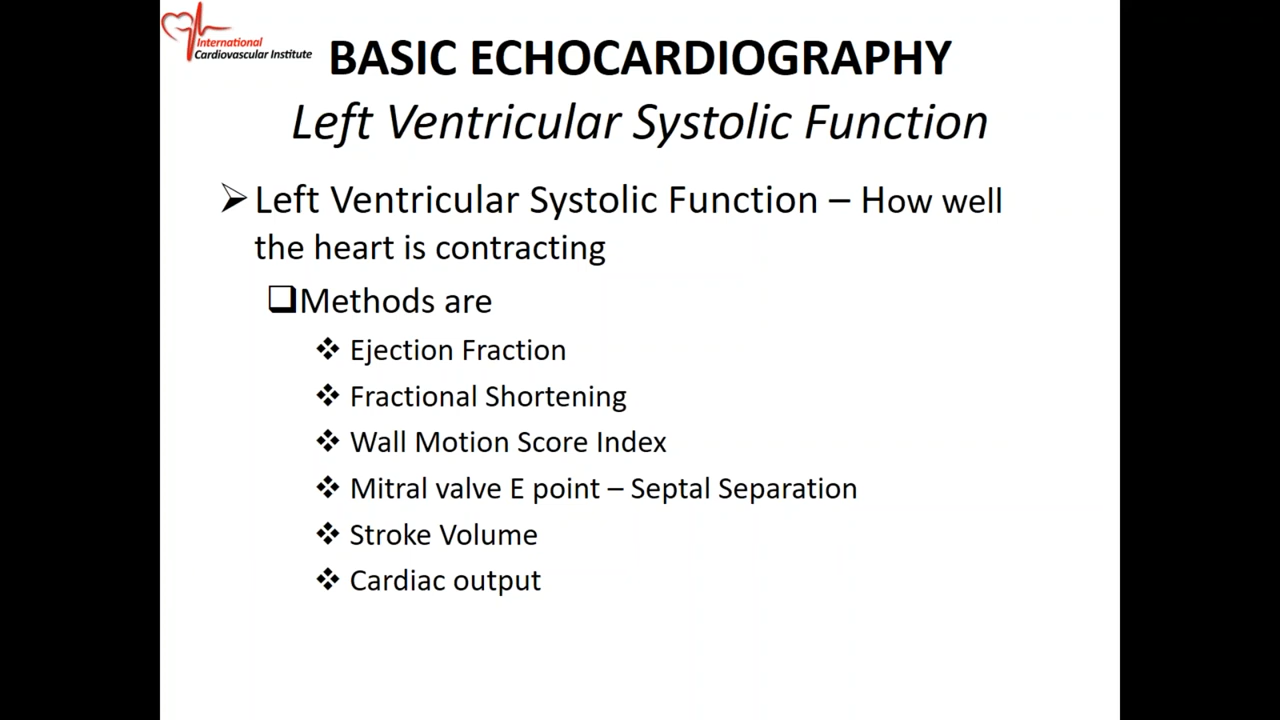 International
Cardiovascular Institute
BASIC ECHOCARDIOGRAPHY
Left Ventricular Systolic Function
Left Ventricular Systolic Function – How well
the heart is contracting
Methods are
Ejection Fraction
Fractional Shortening
Wall Motion Score Index
Mitral valve E point – Septal Separation
Stroke Volume
Cardiac output